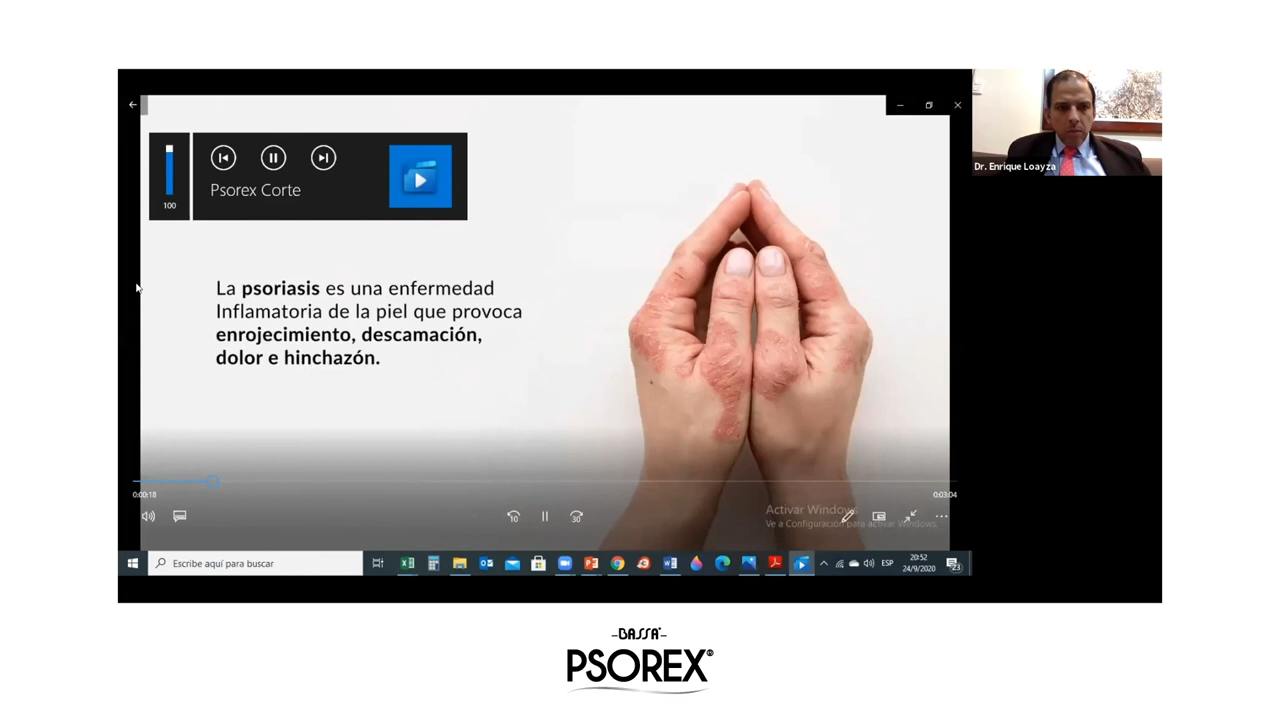 Psorex Corte
100
La psoriasis es una enfermedad
Inflamatoria de la piel que provoca
enrojecimiento, descamación,
dolor e hinchazón.
Dr. Enrique Loayza
0:00:18
0:03:04
10
30
Activar Windows
Ve a Configuración para activar Windows.
Escribe aquí para buscar
ESP
20:52
24/9/2020
23
BASSA
PSOREX®